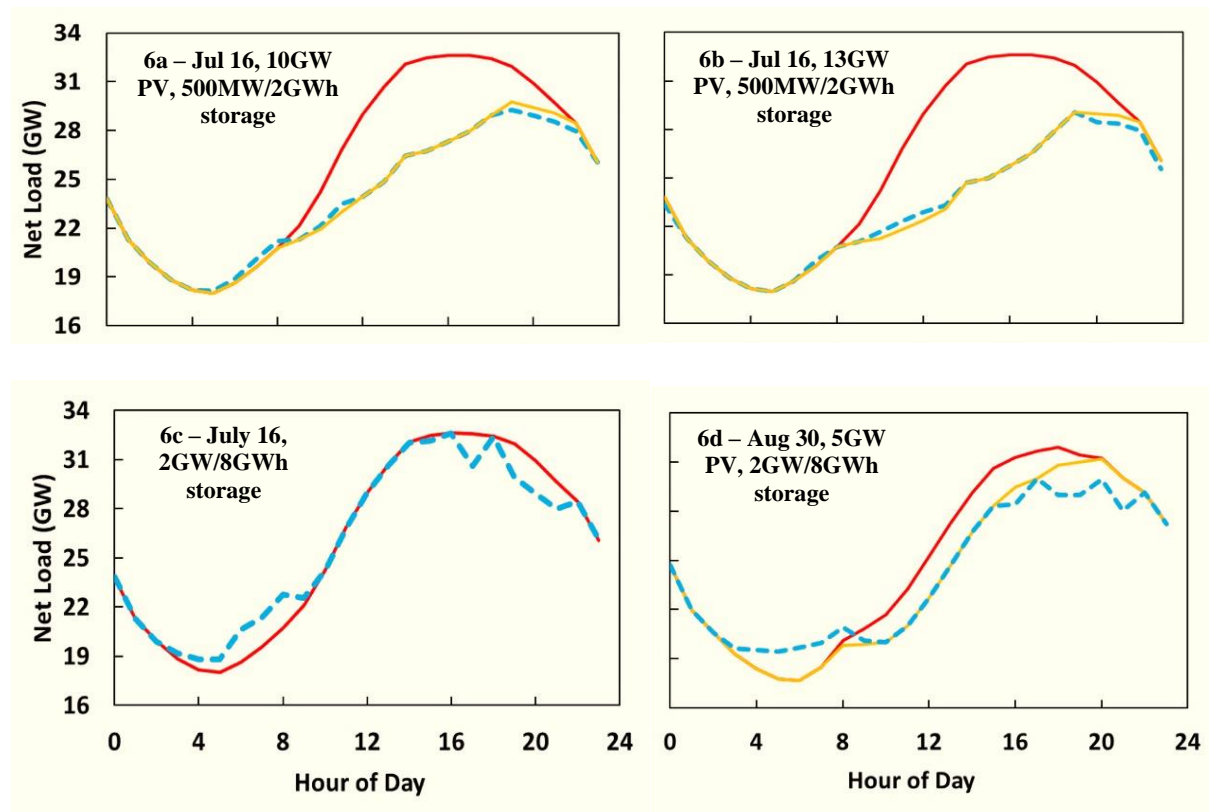 34
31
28
25
22
19
16
Net Load (GW)
6a – Jul 16, 10GW
PV, 500MW/2GWh
storage
6b – Jul 16, 13GW
PV, 500MW/2GWh
storage
34
31
28
25
22
19
16
Net Load (GW)
6c – July 16,
2GW/8GWh
storage
0 4 8 12 16 20 24
Hour of Day
6d – Aug 30, 5GW
PV, 2GW/8GWh
storage
0 4 8 12 16 20 24
Hour of Day